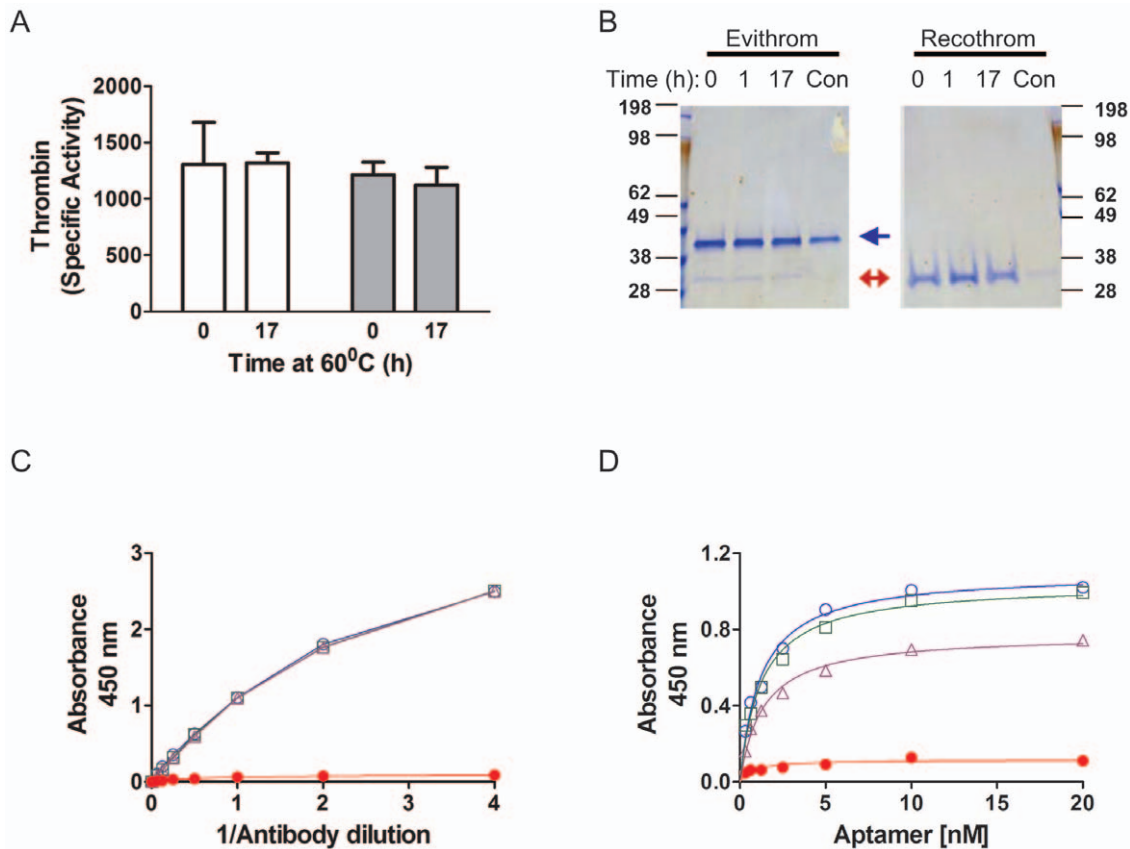 A
Thrombin
(Specific Activity)
2000
1500
1000
500
0
0 17 0 17
Time at 60⁰C (h)
B
Evithrom Recothrom
Time (h): 0 1 17 Con 0 1 17 Con
198 198
98 98
62 62
49 49
38 38
28 28
C
Absorbance
450 nm
3
2
1
0
0 1 2 3 4
1/Antibody dilution
D
Absorbance
450 nm
1.2
0.8
0.4
0.0
0 5 10 15 20
Aptamer [nM]